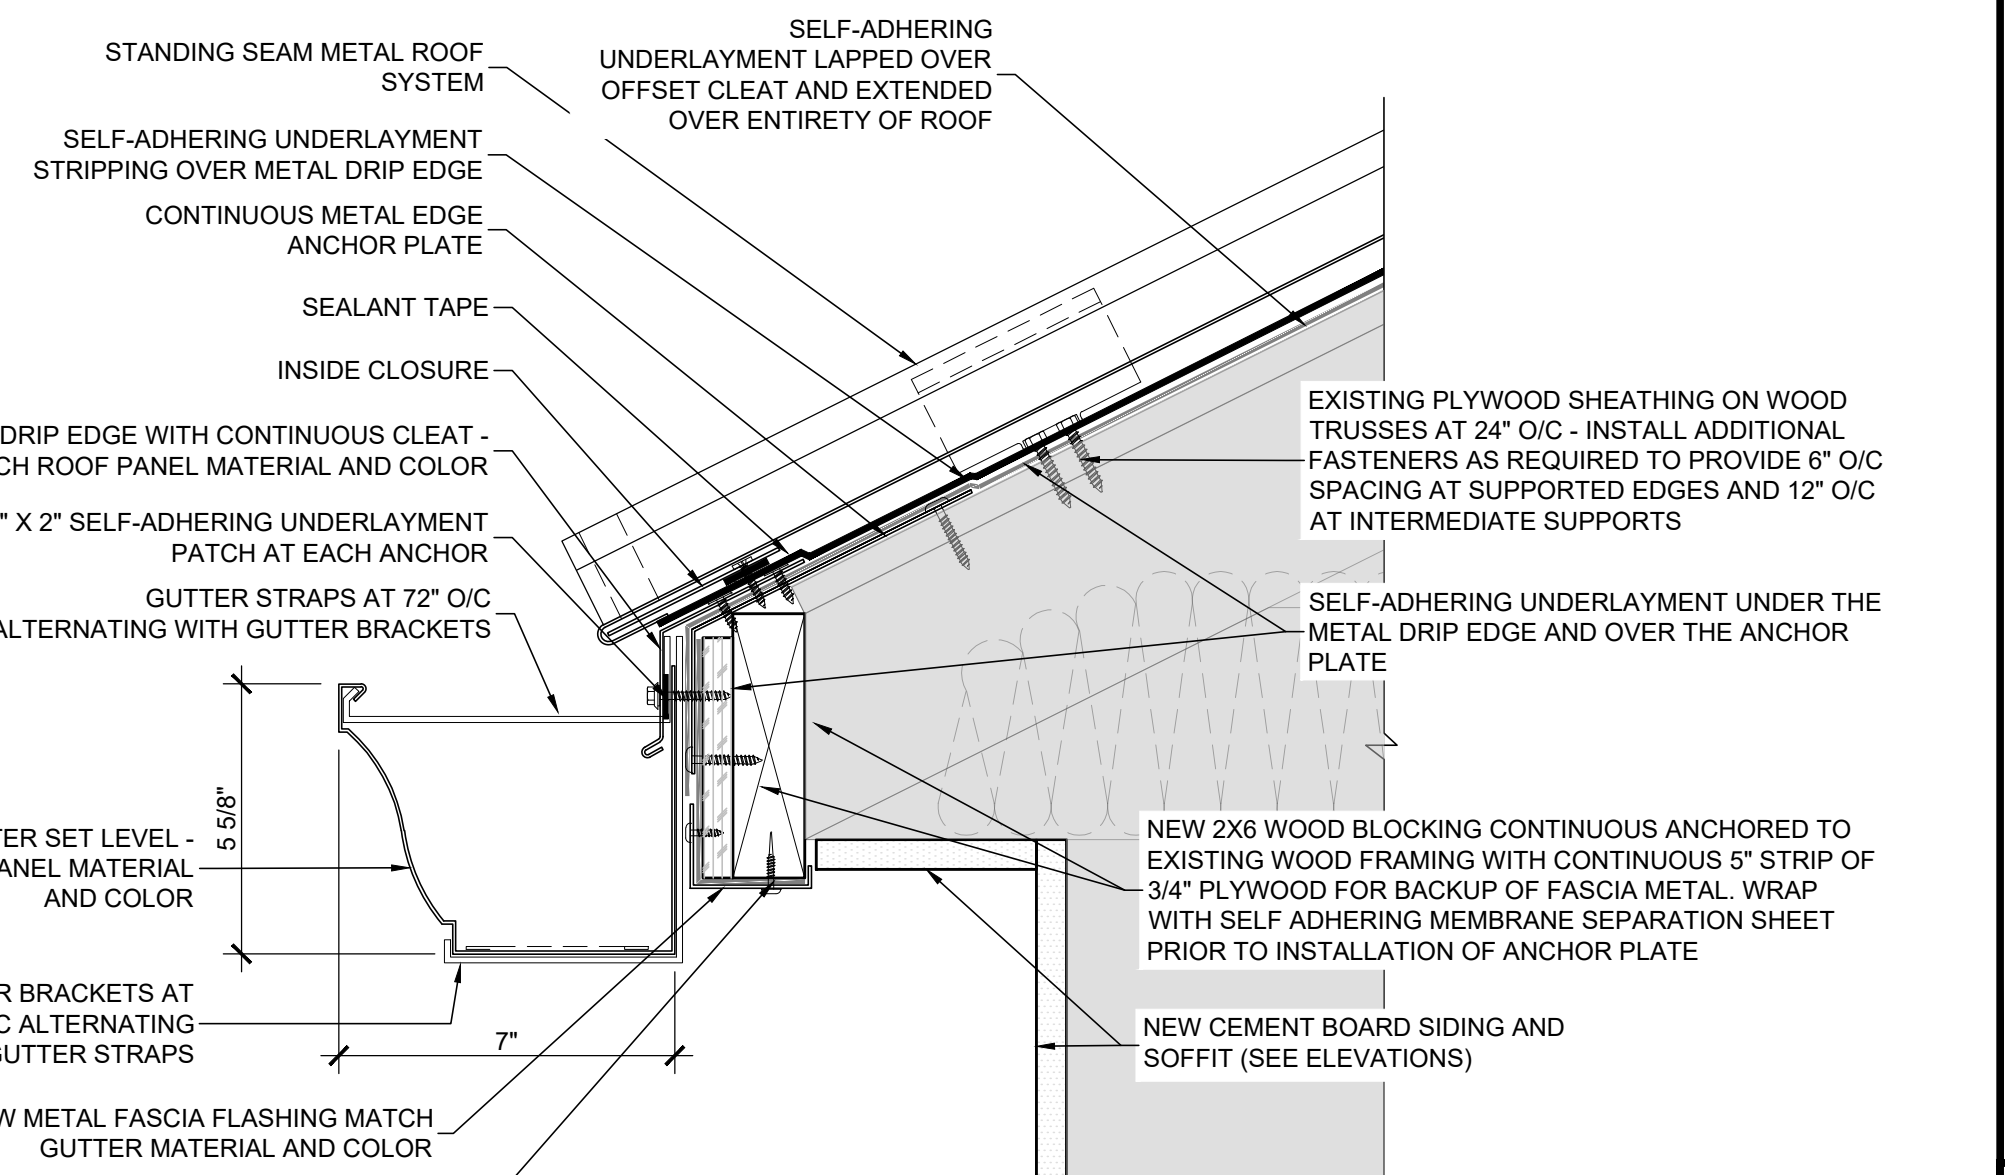 STANDING SEAM METAL ROOF
SYSTEM
SELF-ADHERING
UNDERLAYMENT LAPPED OVER
OFFSET CLEAT AND EXTENDED
OVER ENTIRETY OF ROOF
SELF-ADHERING UNDERLAYMENT
STRIPPING OVER METAL DRIP EDGE
CONTINUOUS METAL EDGE
ANCHOR PLATE
SEALANT TAPE
INSIDE CLOSURE
DRIP EDGE WITH CONTINUOUS CLEAT -
CH ROOF PANEL MATERIAL AND COLOR
" X 2" SELF-ADHERING UNDERLAYMENT
PATCH AT EACH ANCHOR
GUTTER STRAPS AT 72" O/C
ALTERNATING WITH GUTTER BRACKETS
5 5/8"
TER SET LEVEL -
ANEL MATERIAL
AND COLOR
R BRACKETS AT
C ALTERNATING
GUTTER STRAPS
7"
W METAL FASCIA FLASHING MATCH
GUTTER MATERIAL AND COLOR
EXISTING PLYWOOD SHEATHING ON WOOD
TRUSSES AT 24" O/C - INSTALL ADDITIONAL
FASTENERS AS REQUIRED TO PROVIDE 6" O/C
SPACING AT SUPPORTED EDGES AND 12" O/C
AT INTERMEDIATE SUPPORTS
SELF-ADHERING UNDERLAYMENT UNDER THE
METAL DRIP EDGE AND OVER THE ANCHOR
PLATE
NEW 2X6 WOOD BLOCKING CONTINUOUS ANCHORED TO
EXISTING WOOD FRAMING WITH CONTINUOUS 5" STRIP OF
3/4" PLYWOOD FOR BACKUP OF FASCIA METAL. WRAP
WITH SELF ADHERING MEMBRANE SEPARATION SHEET
PRIOR TO INSTALLATION OF ANCHOR PLATE
NEW CEMENT BOARD SIDING AND
SOFFIT (SEE ELEVATIONS)